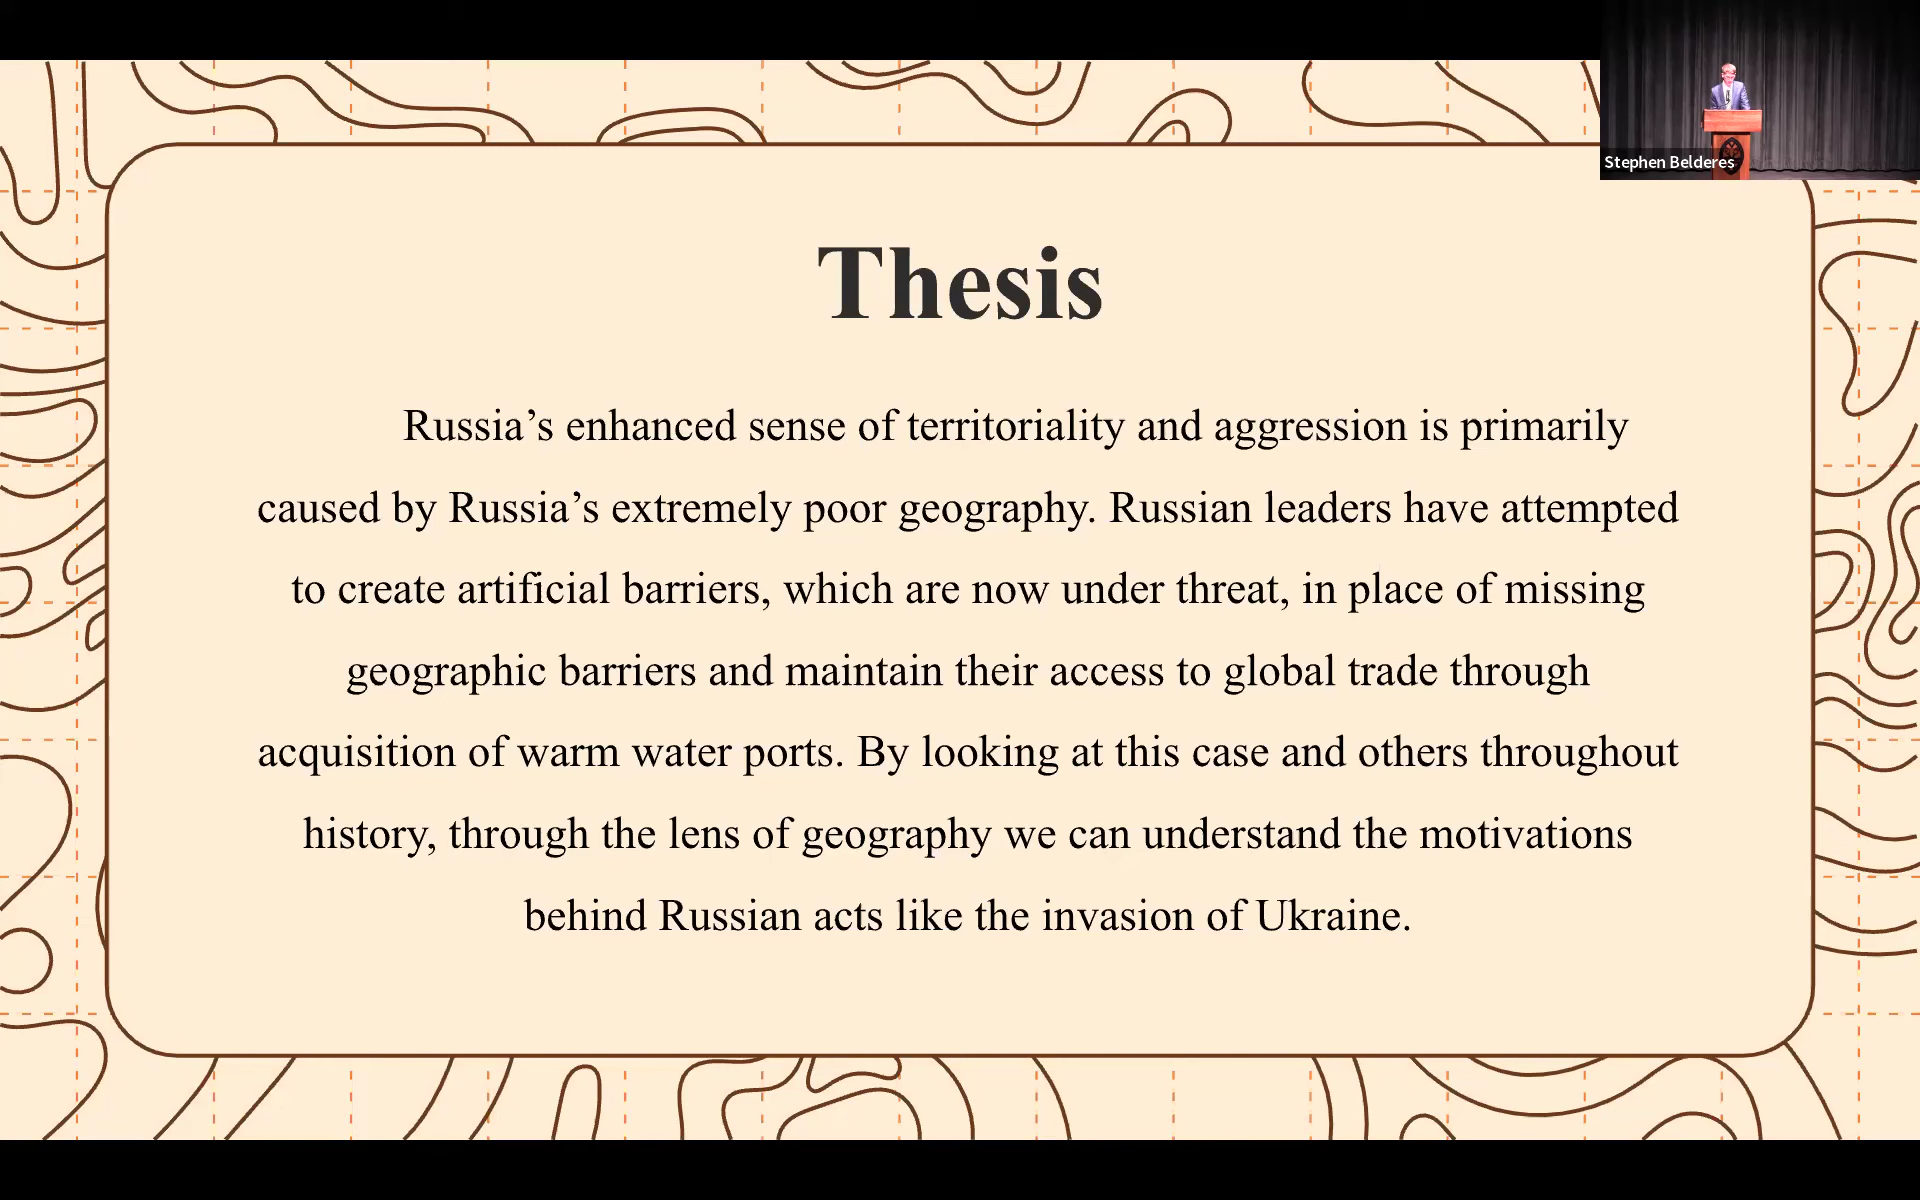 Stephen Belderes
Thesis
Russia’s enhanced sense of territoriality and aggression is primarily
caused by Russia’s extremely poor geography. Russian leaders have attempted
to create artificial barriers, which are now under threat, in place of missing
geographic barriers and maintain their access to global trade through
acquisition of warm water ports. By looking at this case and others throughout
history, through the lens of geography we can understand the motivations
behind Russian acts like the invasion of Ukraine.